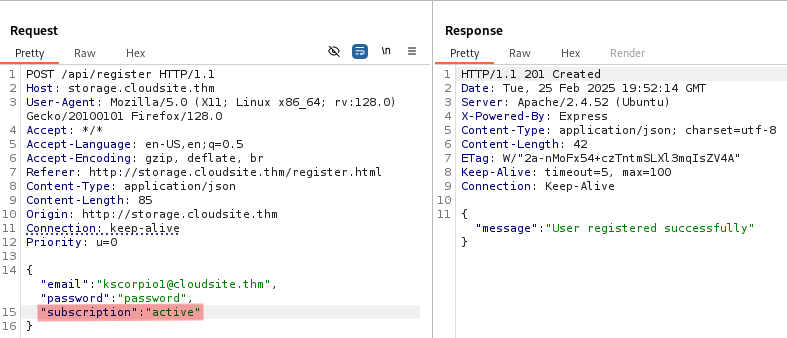 Request
Pretty Raw Hex
\n
1 POST /api/register HTTP/1.1
2 Host: storage.cloudsite.thm
3 User-Agent: Mozilla/5.0 (X11; Linux x86_64; rv:128.0)
Gecko/20100101 Firefox/128.0
4 Accept: */*
5 Accept-Language: en-US,en;q=0.5
6 Accept-Encoding: gzip, deflate, br
7 Referer: http://storage.cloudsite.thm/register.html
8 Content-Type: application/json
9 Content-Length: 85
10 Origin: http://storage.cloudsite.thm
11 Connection: keep-alive
12 Priority: u=0
13
14 {
"email":"kscorpio1@cloudsite.thm",
"password":"password",
15 "subscription":"active"
16 }
Response
Pretty Raw Hex Render
1 HTTP/1.1 201 Created
2 Date: Tue, 25 Feb 2025 19:52:14 GMT
3 Server: Apache/2.4.52 (Ubuntu)
4 X-Powered-By: Express
5 Content-Type: application/json; charset=utf-8
6 Content-Length: 42
7 ETag: W/"2a-nMoFx54+czTntmSLXl3mqIsZV4A"
8 Keep-Alive: timeout=5, max=100
9 Connection: Keep-Alive
10
11 {
"message":"User registered successfully"
}